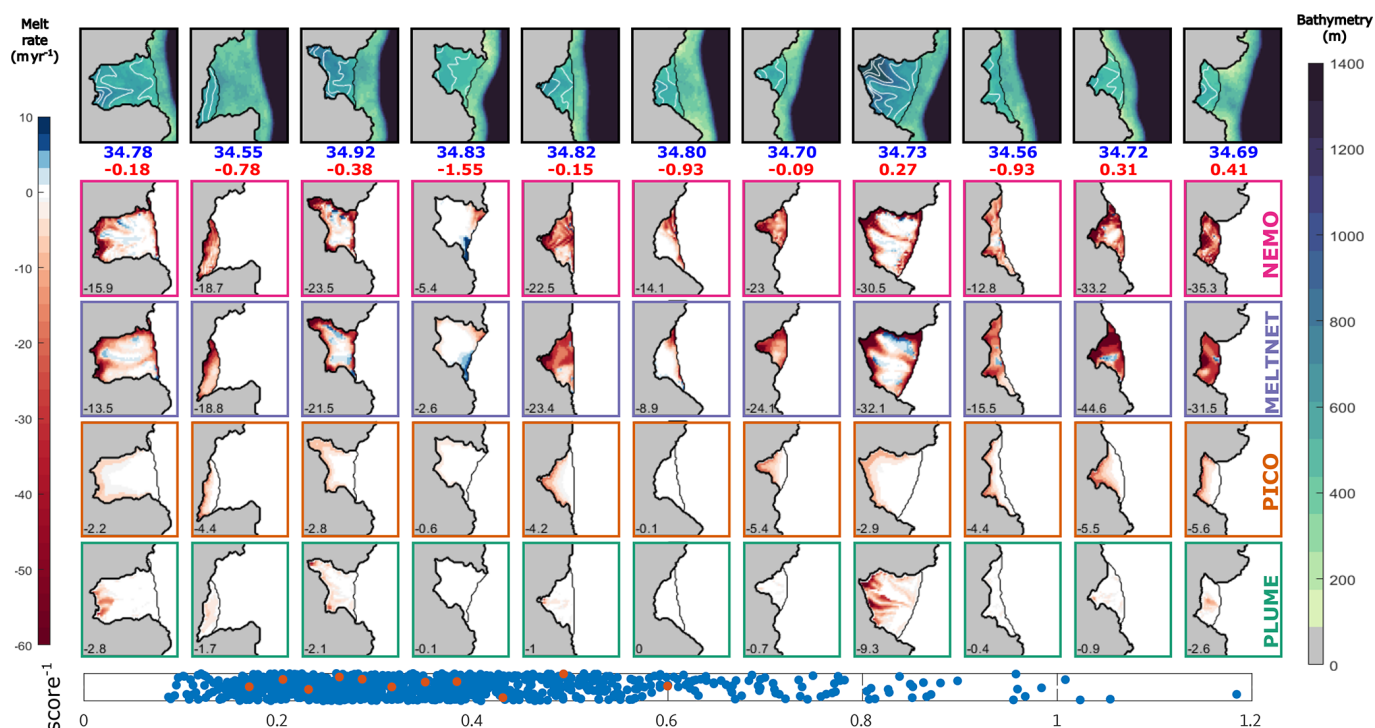 Melt
rate
(m yr⁻¹)
Bathymetry
(m)
10
0
-10
-20
-30
-40
-50
-60
1400
1200
1000
800
600
400
200
0
34.78 34.55 34.92 34.83 34.82 34.80 34.70 34.73 34.56 34.72 34.69
-0.18 -0.78 -0.38 -1.55 -0.15 -0.93 -0.09 0.27 -0.93 0.31 0.41
NEMO
-15.9 -18.7 -23.5 -5.4 -22.5 -14.1 -23 -30.5 -12.8 -33.2 -35.3
MELTNET
-13.5 -18.8 -21.5 -2.6 -23.4 -8.9 -24.1 -32.1 -15.5 -44.6 -31.5
PICO
-2.2 -4.4 -2.8 -0.6 -4.2 -0.1 -5.4 -2.9 -4.4 -5.5 -5.6
PLUME
-2.8 -1.7 -2.1 -0.1 -1 0 -0.7 -9.3 -0.4 -0.9 -2.6
score⁻¹
0 0.2 0.4 0.6 0.8 1 1.2